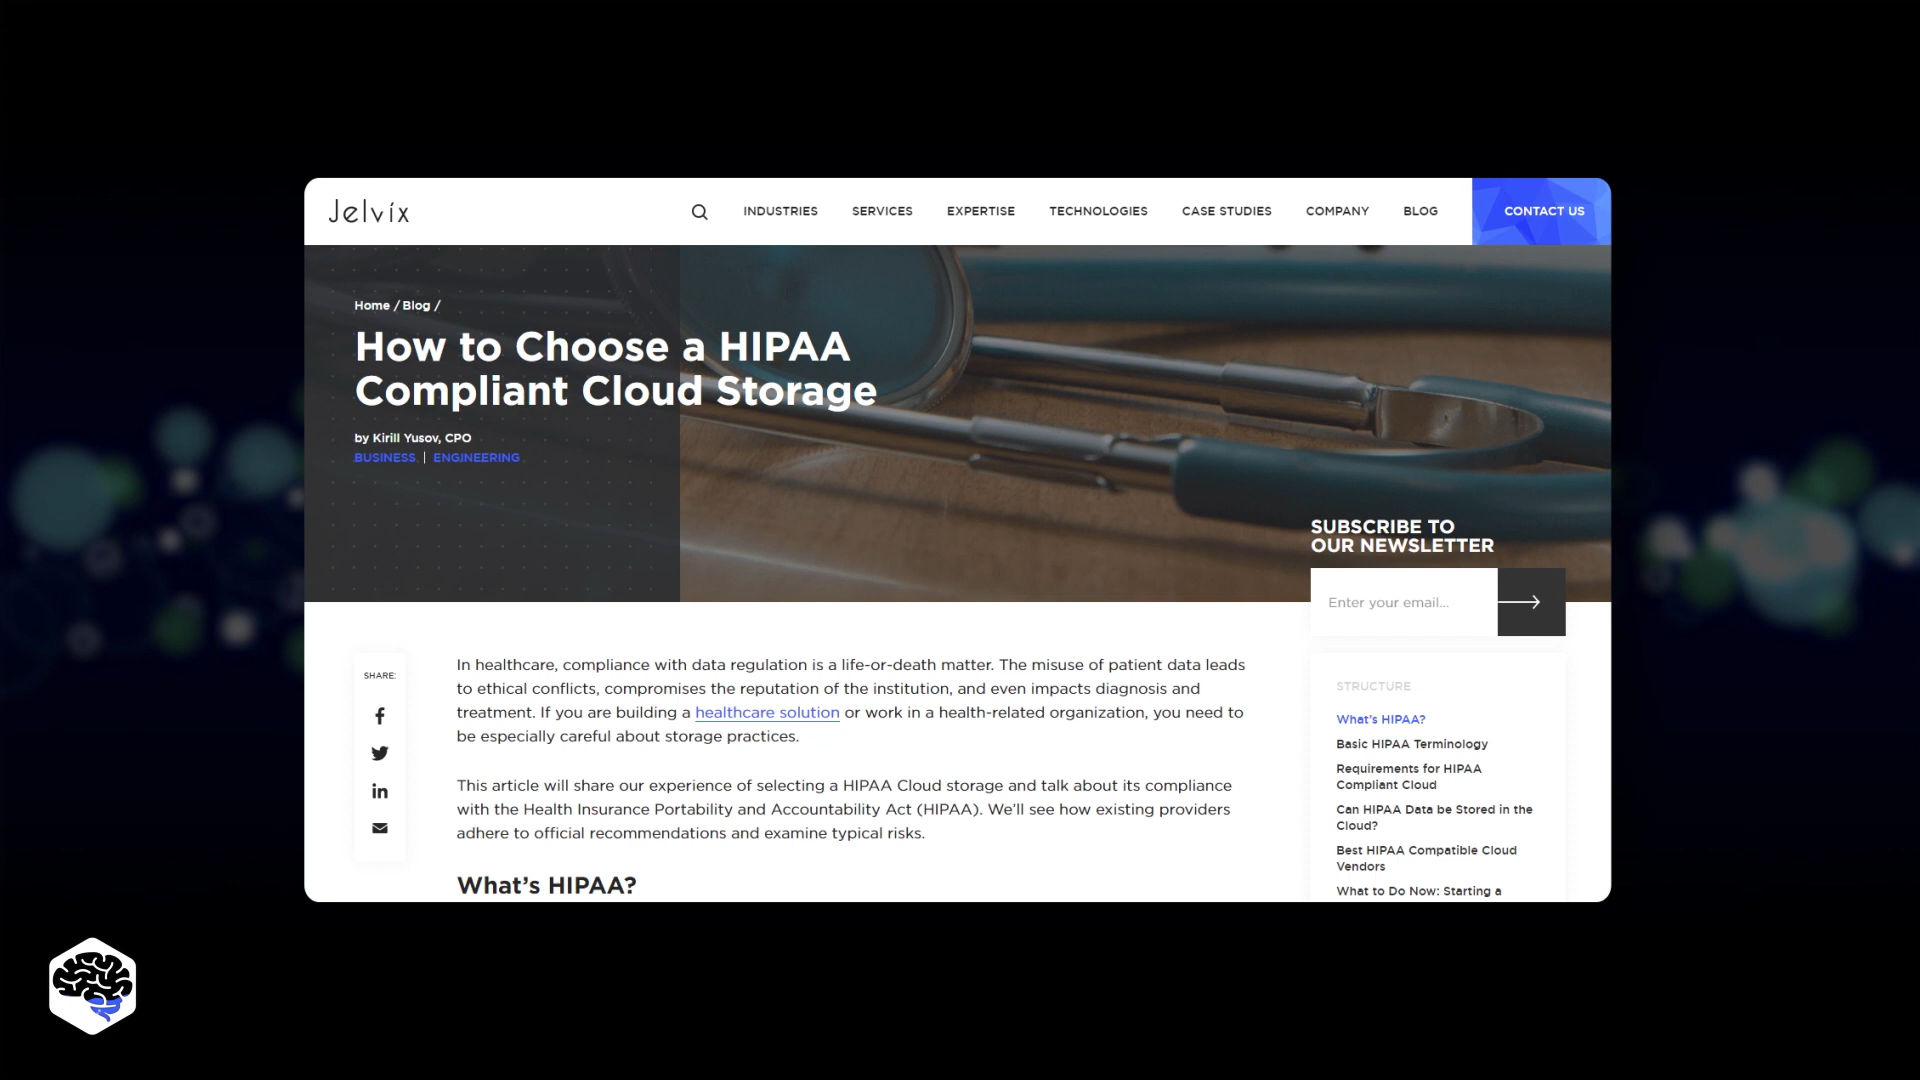 Jelvix
INDUSTRIES
SERVICES
EXPERTISE
TECHNOLOGIES
CASE STUDIES
COMPANY
BLOG
CONTACT US
Home / Blog /
How to Choose a HIPAA
Compliant Cloud Storage
by Kirill Yusov, CPO
BUSINESS | ENGINEERING
SUBSCRIBE TO
OUR NEWSLETTER
Enter your email...
SHARE:
In healthcare, compliance with data regulation is a life-or-death matter. The misuse of patient data leads
to ethical conflicts, compromises the reputation of the institution, and even impacts diagnosis and
treatment. If you are building a healthcare solution or work in a health-related organization, you need to
be especially careful about storage practices.
This article will share our experience of selecting a HIPAA Cloud storage and talk about its compliance
with the Health Insurance Portability and Accountability Act (HIPAA). We’ll see how existing providers
adhere to official recommendations and examine typical risks.
What’s HIPAA?
STRUCTURE
What’s HIPAA?
Basic HIPAA Terminology
Requirements for HIPAA
Compliant Cloud
Can HIPAA Data be Stored in the
Cloud?
Best HIPAA Compatible Cloud
Vendors
What to Do Now: Starting a